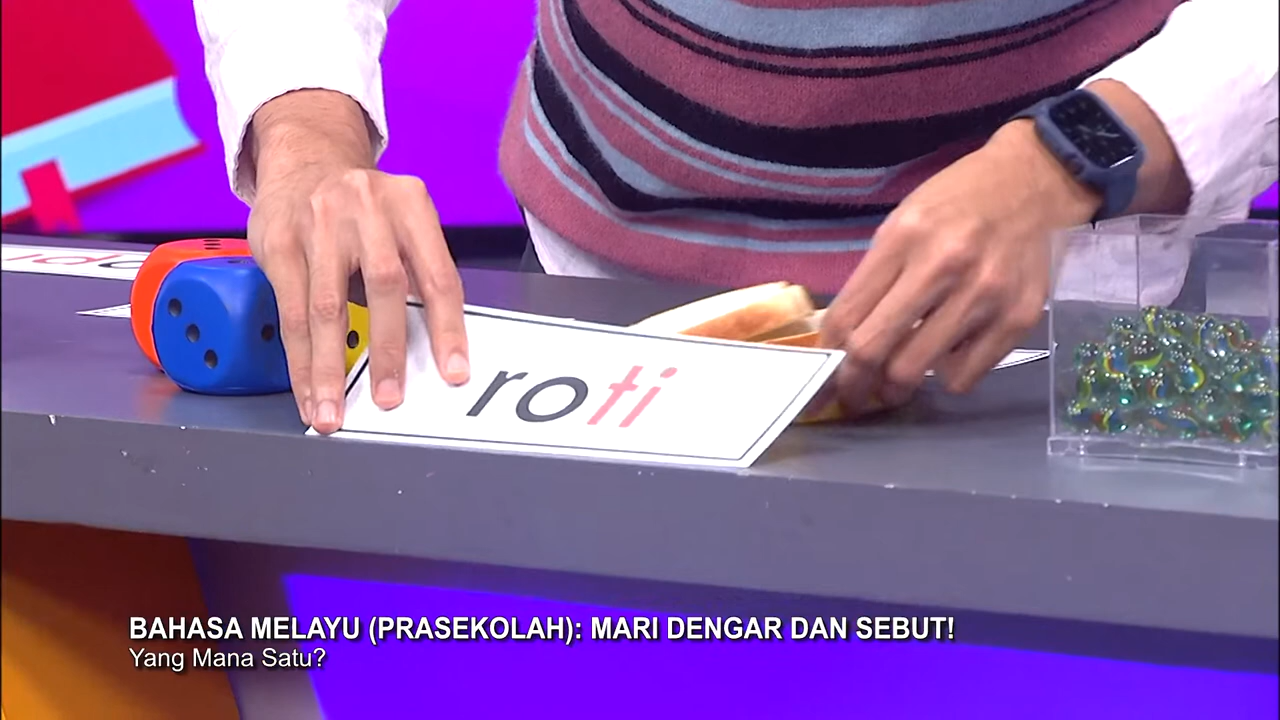 roti
BAHASA MELAYU (PRASEKOLAH): MARI DENGAR DAN SEBUT!
Yang Mana Satu?